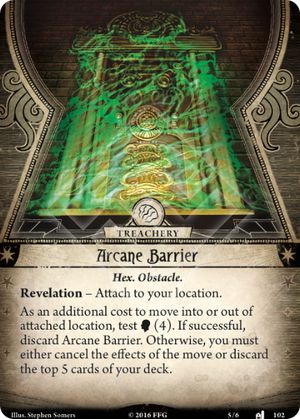 TREACHERY
Arcane Barrier
Hex. Obstacle.
Revelation – Attach to your location.
As an additional cost to move into or out of
attached location, test (4). If successful,
discard Arcane Barrier. Otherwise, you must
either cancel the effects of the move or discard
the top 5 cards of your deck.
Illus. Stephen Somers © 2016 FFG 5/6 102